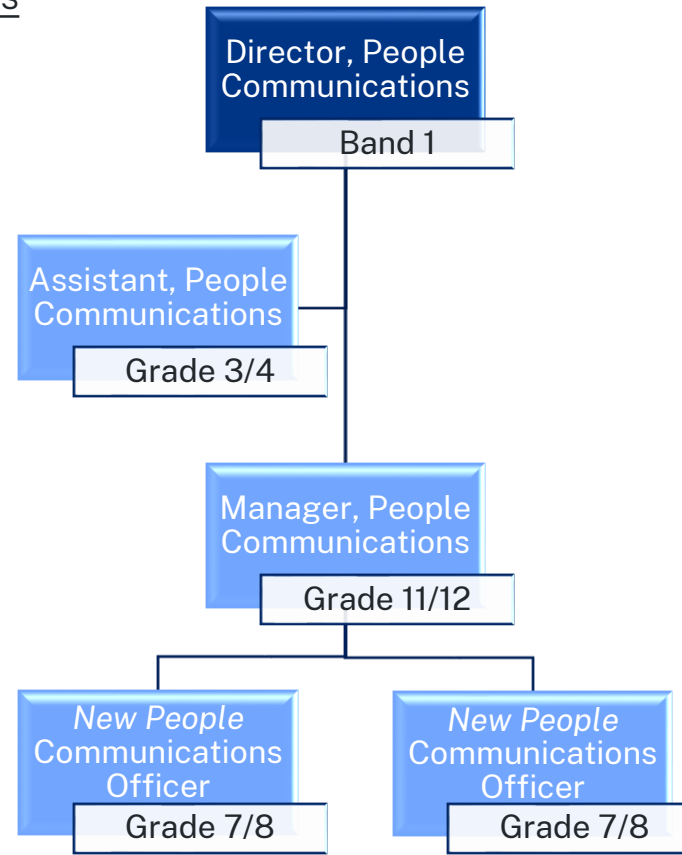 Director, People
Communications
Band 1
Assistant, People
Communications
Grade 3/4
Manager, People
Communications
Grade 11/12
New People
Communications
Officer
Grade 7/8
New People
Communications
Officer
Grade 7/8